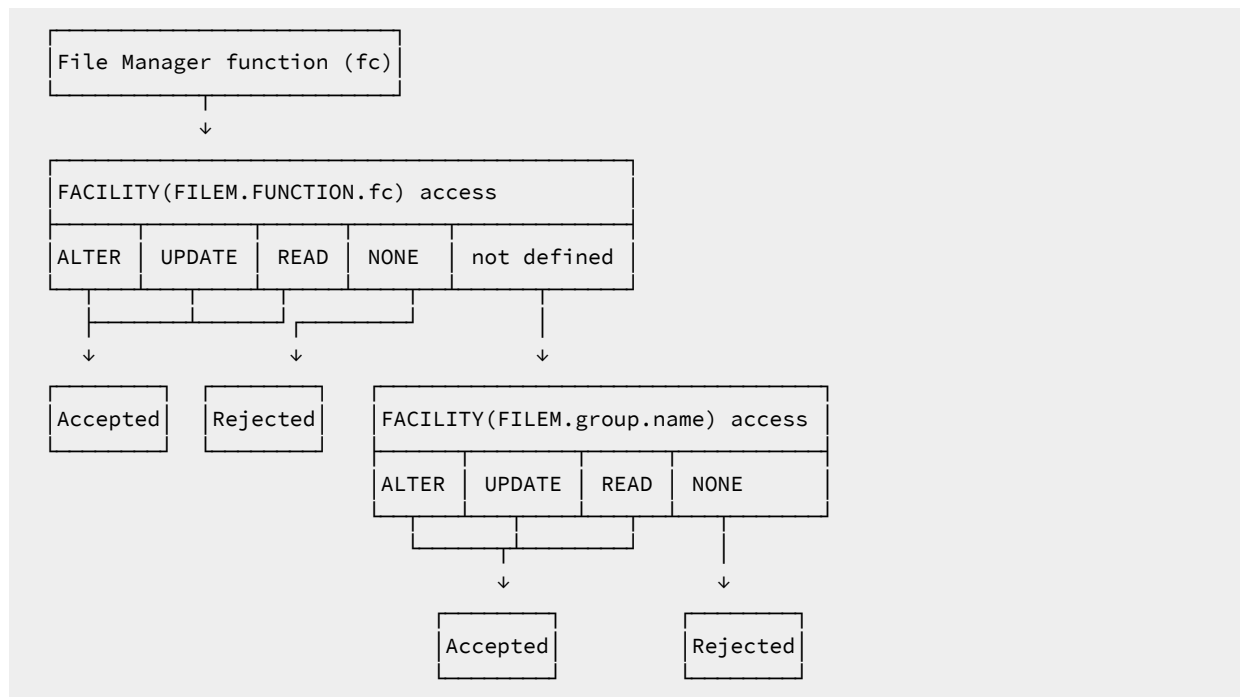 File Manager function (fc)
FACILITY(FILEM.FUNCTION.fc) access
ALTER UPDATE READ NONE not defined
Accepted Rejected FACILITY(FILEM.group.name) access
ALTER UPDATE READ NONE
Accepted Rejected